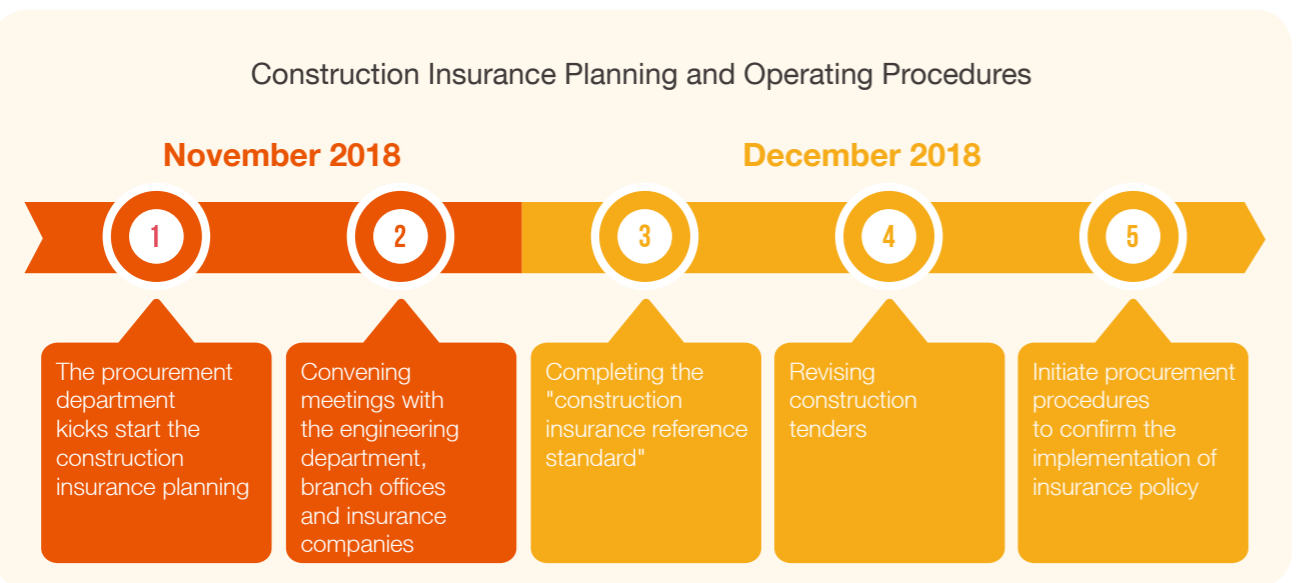 Construction Insurance Planning and Operating Procedures
November 2018
December 2018
1
2
3
4
5
The procurement
department
kicks start the
construction
insurance planning
Convening
meetings with
the engineering
department,
branch offices
and insurance
companies
Completing the
"construction
insurance reference
standard"
Revising
construction
tenders
Initiate procurement
procedures
to confirm the
implementation of
insurance policy